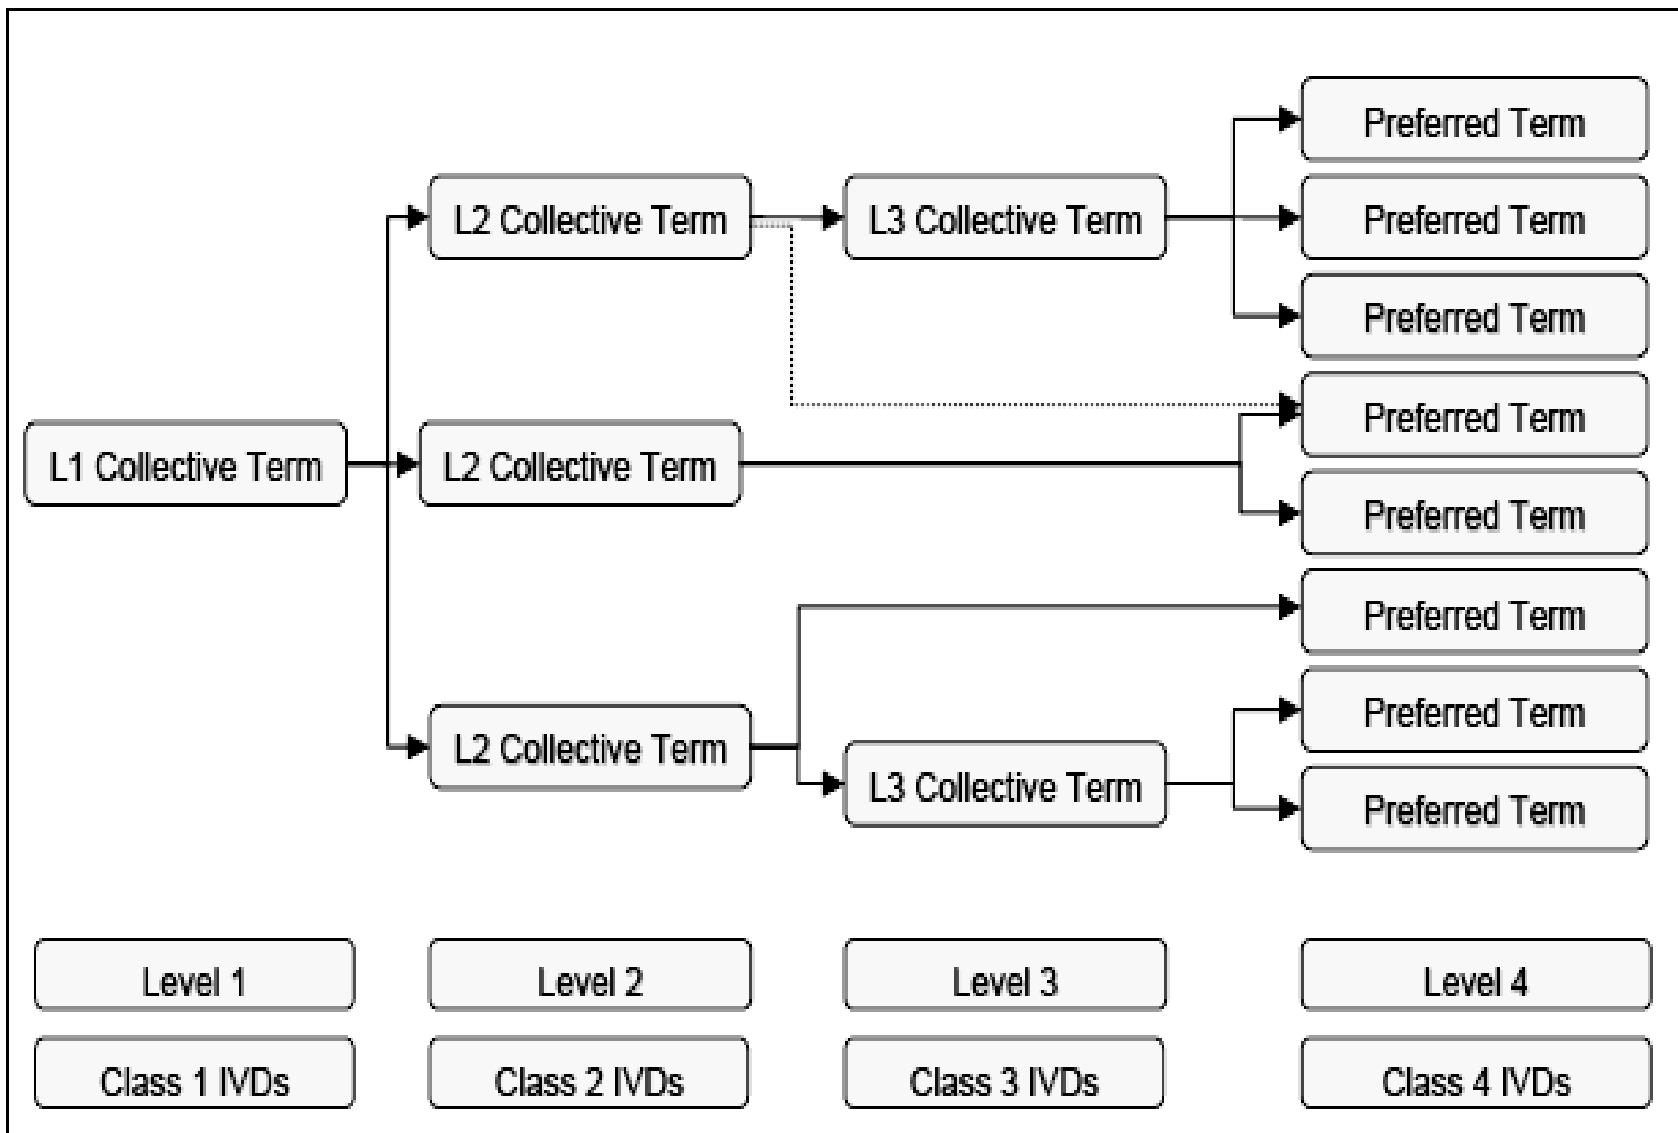 Preferred Term
L2 Collective Term
L3 Collective Term
Preferred Term
Preferred Term
Preferred Term
L1 Collective Term
L2 Collective Term
Preferred Term
Preferred Term
L2 Collective Term
Preferred Term
L3 Collective Term
Preferred Term
Level 1
Level 2
Level 3
Level 4
Class 1 IVDs
Class 2 IVDs
Class 3 IVDs
Class 4 IVDs